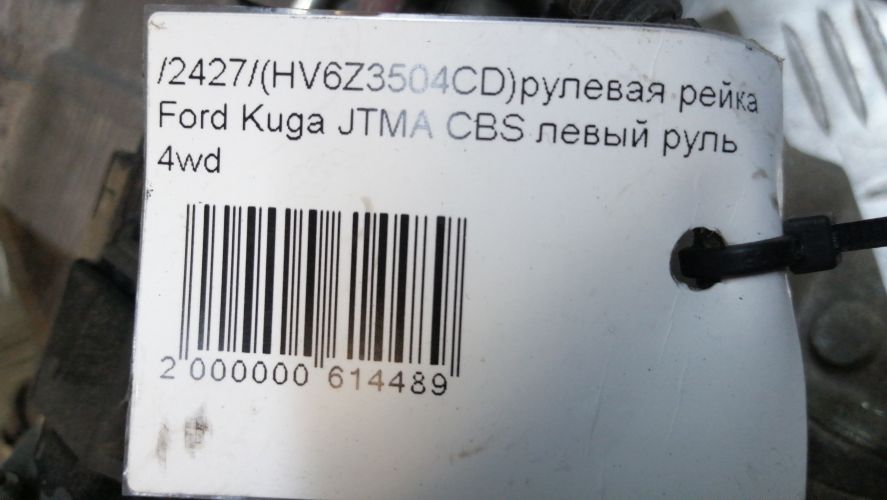 /2427/(HV6Z3504CD)рулевая рейка
Ford Kuga JTMA CBS левый руль
4wd
2 000000 614489